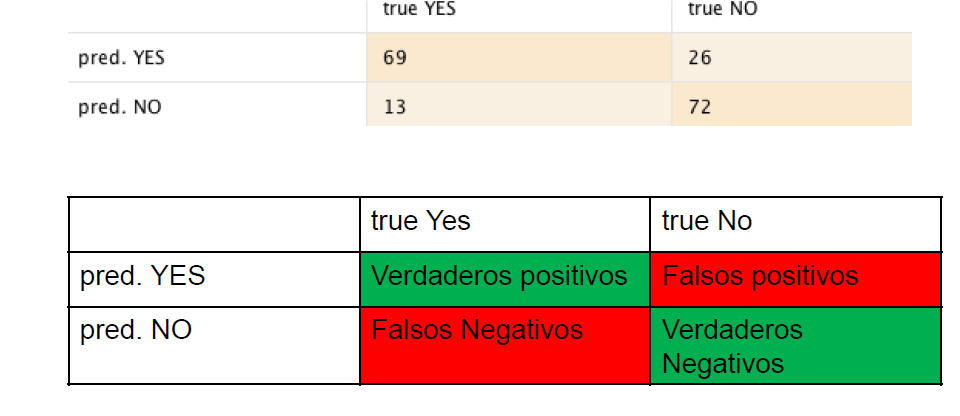 true YES true NO
pred. YES 69 26
pred. NO 13 72
true Yes true No
pred. YES Verdaderos positivos Falsos positivos
pred. NO Falsos Negativos Verdaderos
Negativos